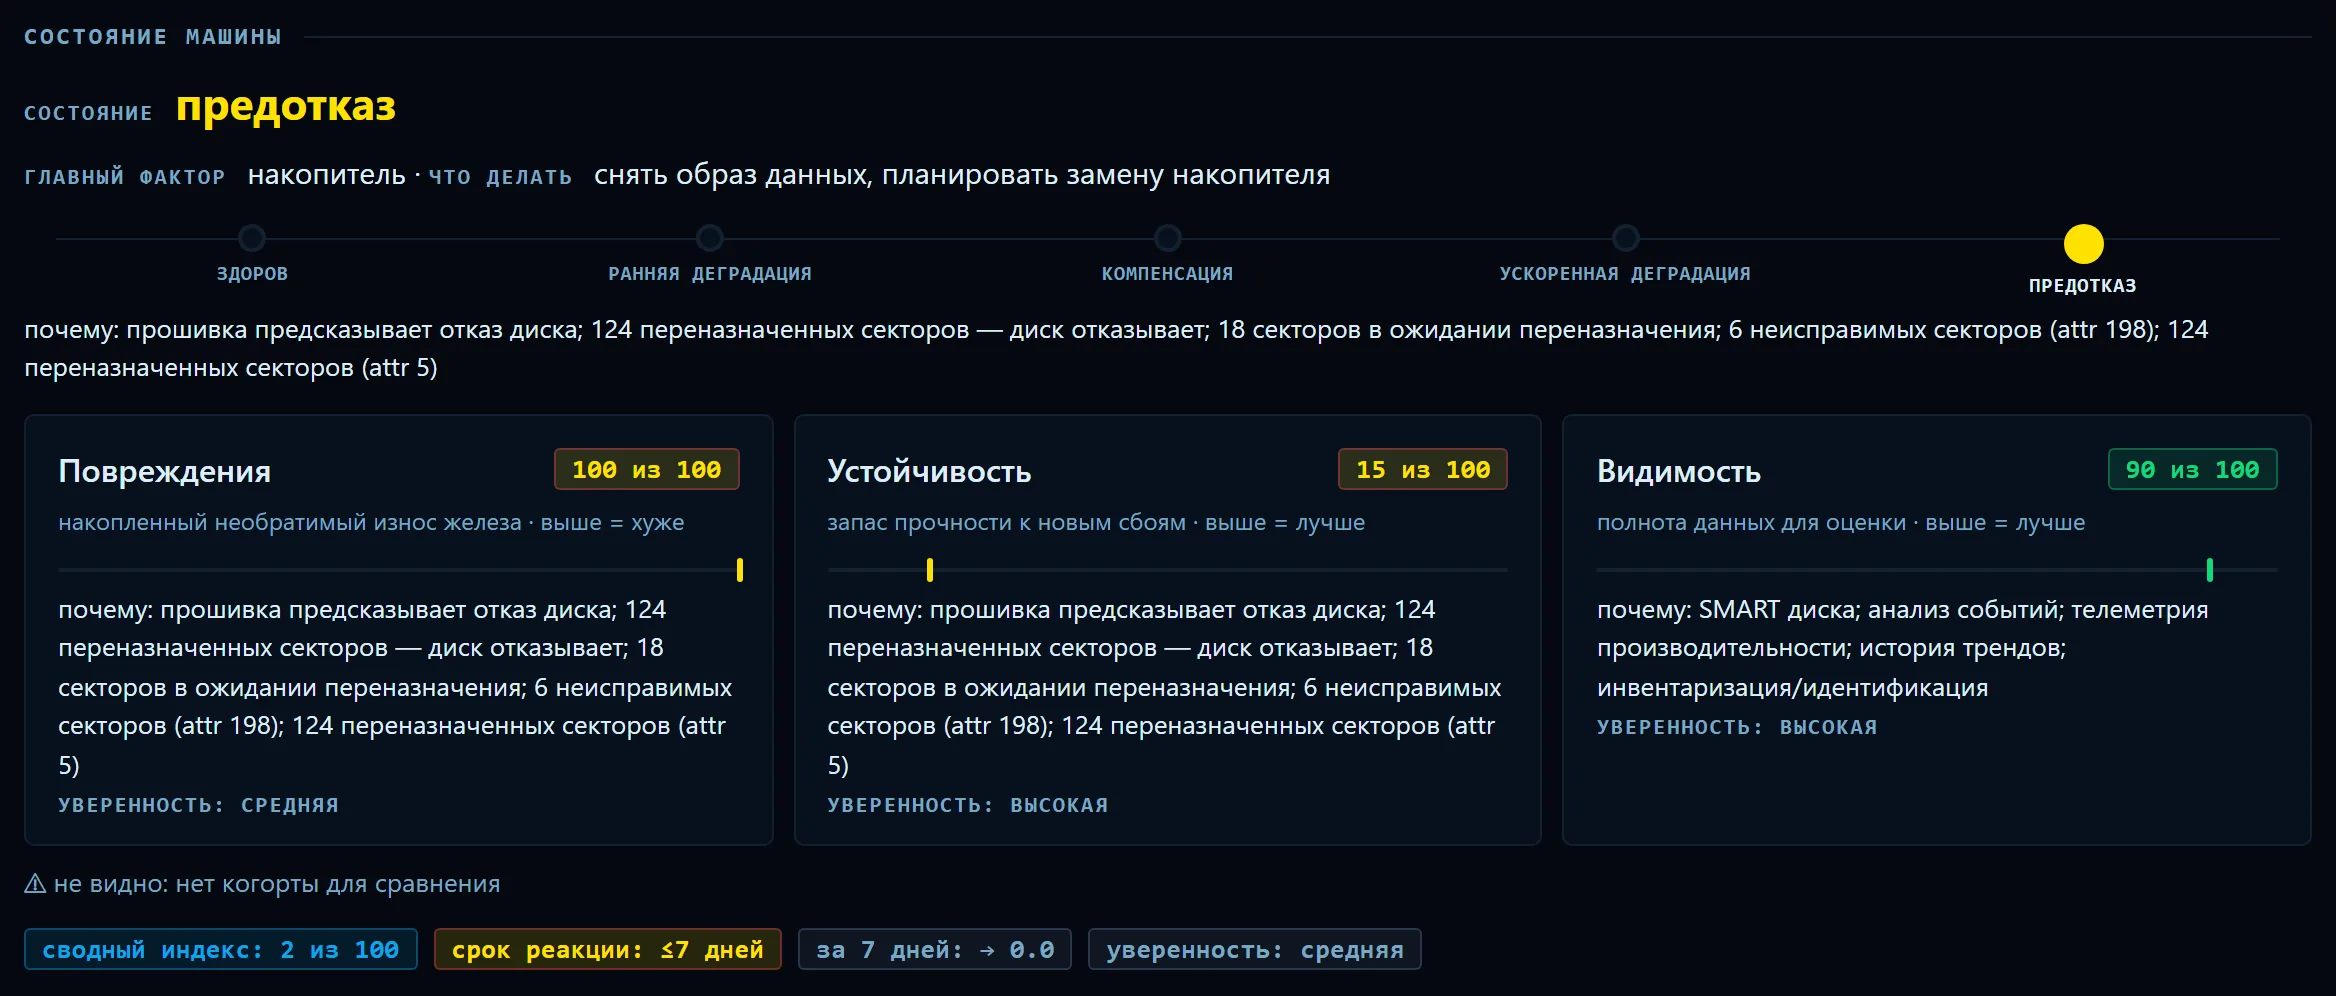 СОСТОЯНИЕ МАШИНЫ
СОСТОЯНИЕ предотказ
ГЛАВНЫЙ ФАКТОР накопитель · ЧТО ДЕЛАТЬ снять образ данных, планировать замену накопителя
ЗДОРОВ
РАННЯЯ ДЕГРАДАЦИЯ
КОМПЕНСАЦИЯ
УСКОРЕННАЯ ДЕГРАДАЦИЯ
ПРЕДОТКАЗ
почему: прошивка предсказывает отказ диска; 124 переназначенных секторов — диск отказывает; 18 секторов в ожидании переназначения; 6 неисправимых секторов (attr 198); 124
переназначенных секторов (attr 5)
Повреждения 100 из 100
накопленный необратимый износ железа · выше = хуже
почему: прошивка предсказывает отказ диска; 124
переназначенных секторов — диск отказывает; 18
секторов в ожидании переназначения; 6 неисправимых
секторов (attr 198); 124 переназначенных секторов (attr
5)
УВЕРЕННОСТЬ: СРЕДНЯЯ
Устойчивость 15 из 100
запас прочности к новым сбоям · выше = лучше
почему: прошивка предсказывает отказ диска; 124
переназначенных секторов — диск отказывает; 18
секторов в ожидании переназначения; 6 неисправимых
секторов (attr 198); 124 переназначенных секторов (attr
5)
УВЕРЕННОСТЬ: ВЫСОКАЯ
Видимость 90 из 100
полнота данных для оценки · выше = лучше
почему: SMART диска; анализ событий; телеметрия
производительности; история трендов;
инвентаризация/идентификация
УВЕРЕННОСТЬ: ВЫСОКАЯ
⚠ не видно: нет когорты для сравнения
сводный индекс: 2 из 100
срок реакции: ≤7 дней
за 7 дней: → 0.0
уверенность: средняя